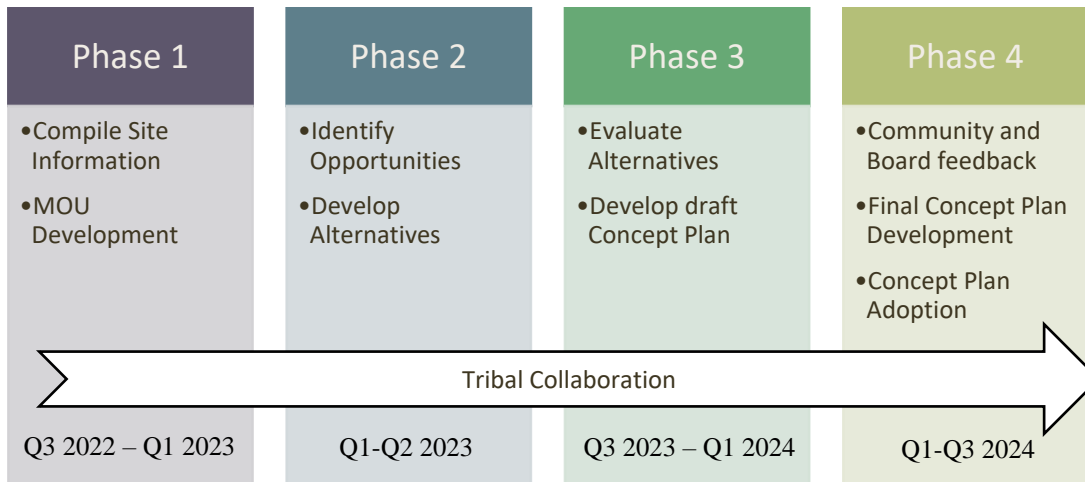 Phase 1
•Compile Site
Information
•MOU
Development
Phase 2
•Identify
Opportunities
•Develop
Alternatives
Phase 3
•Evaluate
Alternatives
•Develop draft
Concept Plan
Phase 4
•Community and
Board feedback
•Final Concept Plan
Development
•Concept Plan
Adoption
Tribal Collaboration
Q3 2022 – Q1 2023
Q1-Q2 2023
Q3 2023 – Q1 2024
Q1-Q3 2024